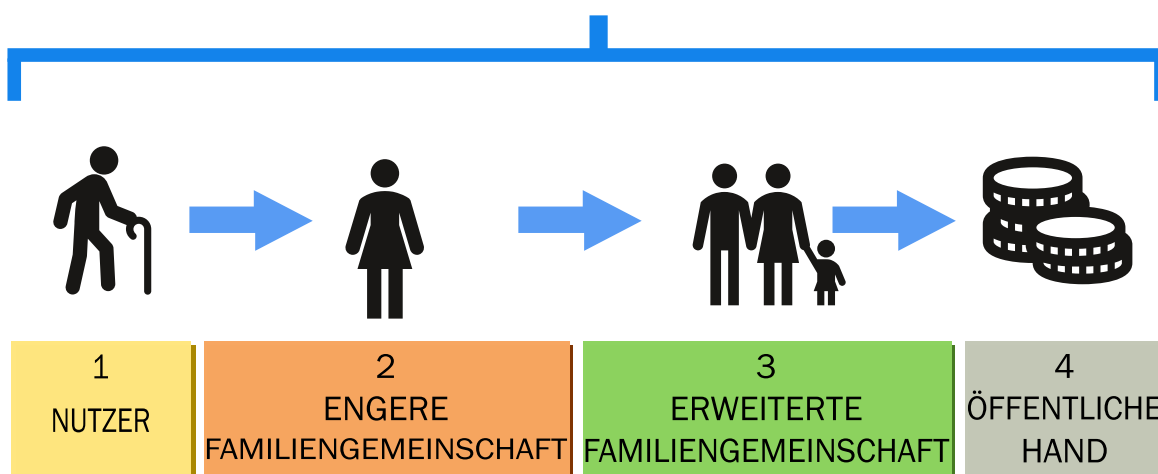 1
NUTZER
2
ENGERE
FAMILIENGEMEINSCHAFT
3
ERWEITERTE
FAMILIENGEMEINSCHAFT
4
ÖFFENTLICHE
HAND